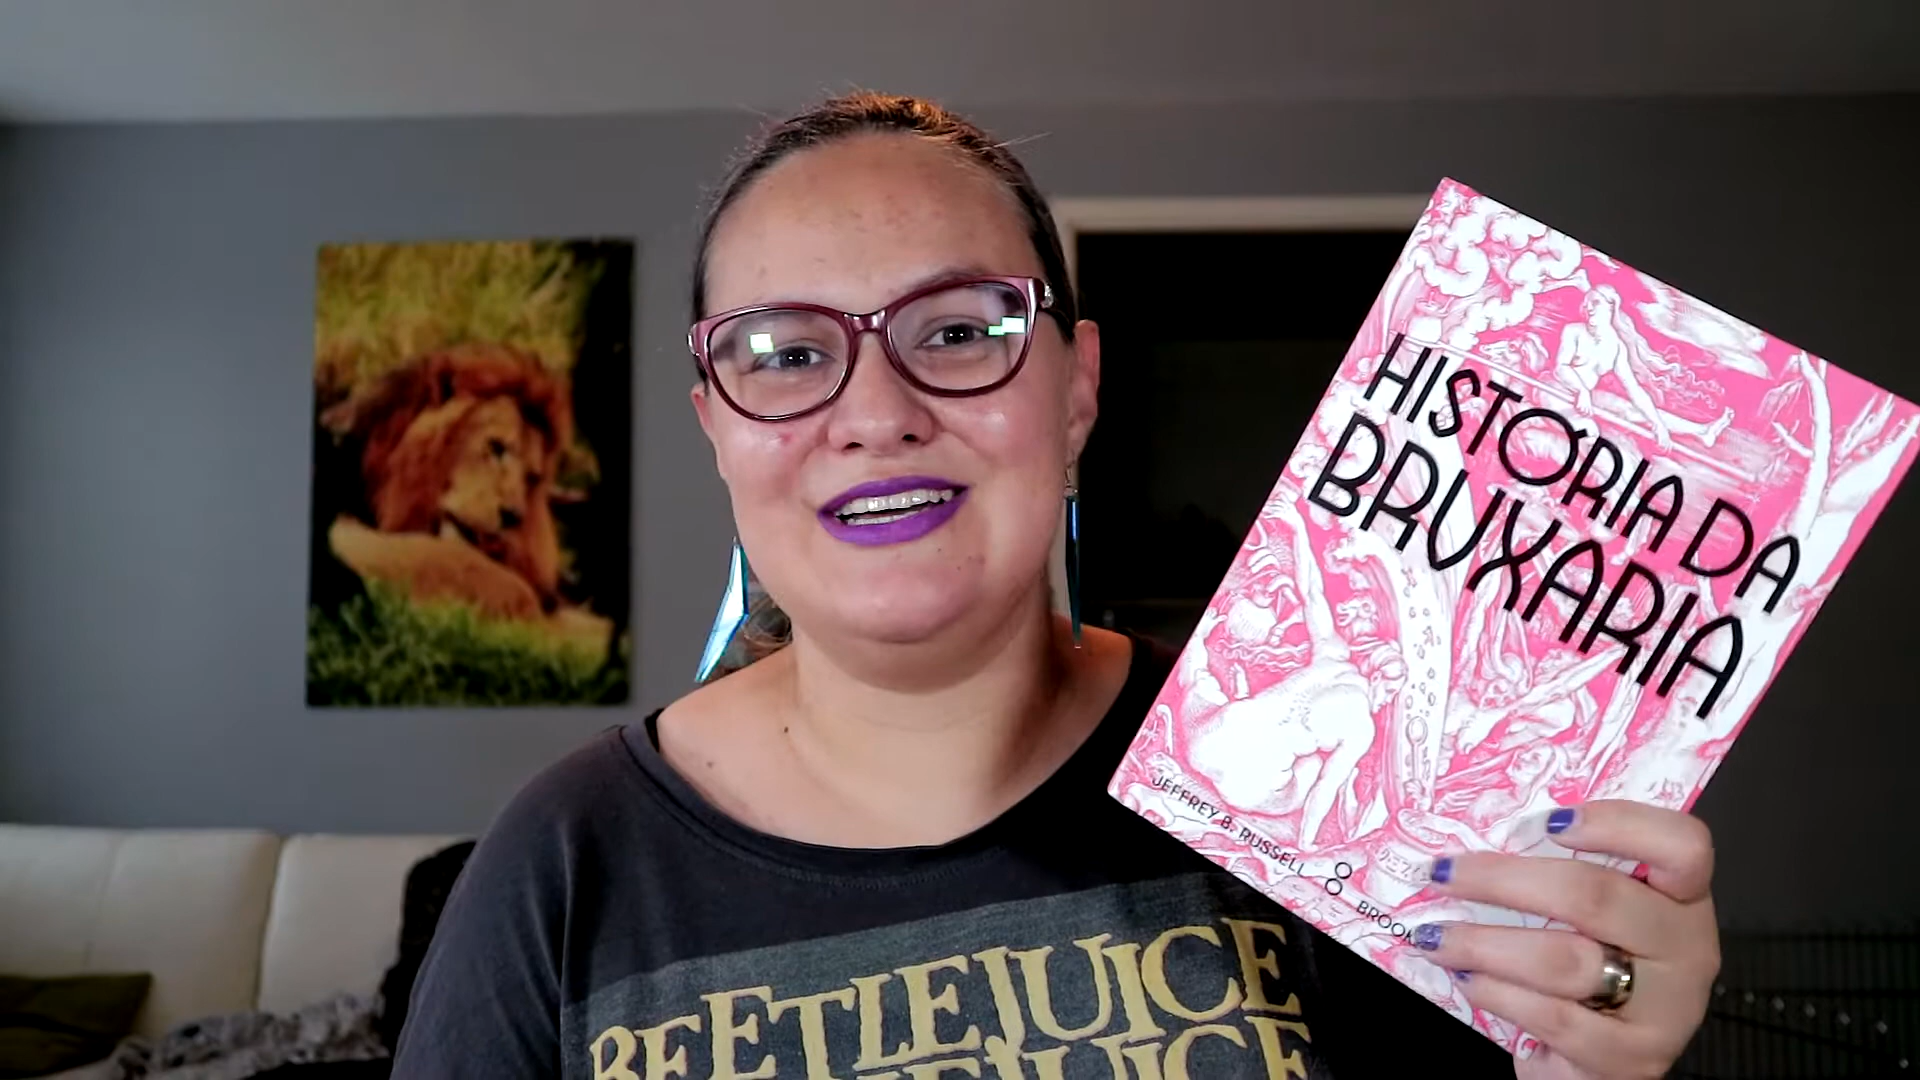 HISTÓRIA DA
BRUXARIA
JEFFREY B. RUSSELL
BEETLEJUICE